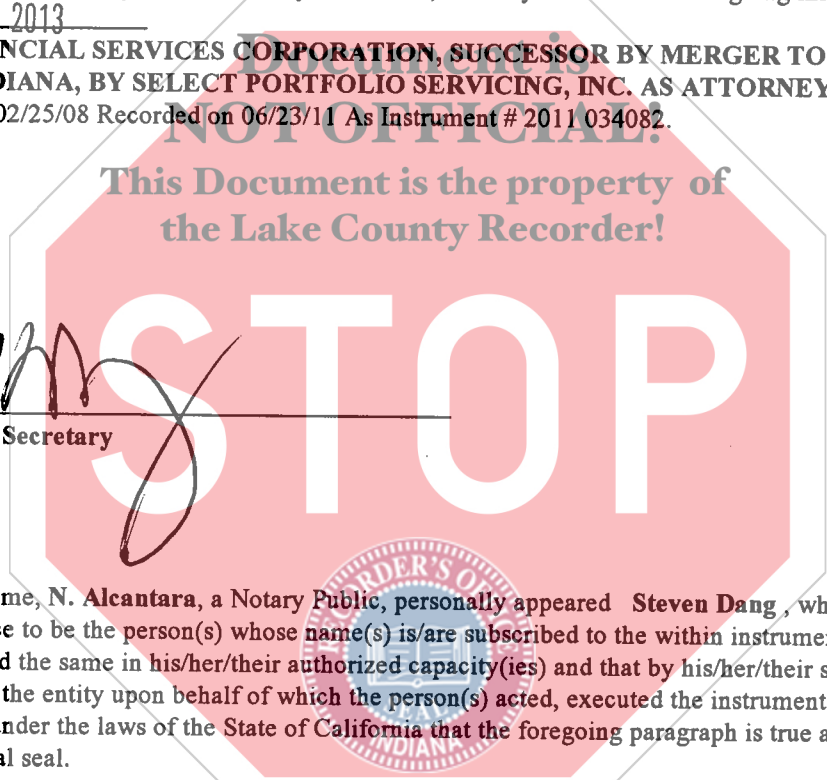 2013
NCIAL SERVICES CORPORATION, SUCCESSOR BY MERGER TO
DIANA, BY SELECT PORTFOLIO SERVICING, INC. AS ATTORNEY
02/25/08 Recorded on 06/23/11 As Instrument # 2011 034082.
Document is
NOT OFFICIAL!
This Document is the property of
the Lake County Recorder!
STOP
Secretary
RECORDER'S OFFICE
INDIANA
me, N. Alcantara, a Notary Public, personally appeared Steven Dang , wh
e to be the person(s) whose name(s) is/are subscribed to the within instrume
d the same in his/her/their authorized capacity(ies) and that by his/her/their s
the entity upon behalf of which the person(s) acted, executed the instrument
nder the laws of the State of California that the foregoing paragraph is true a
al seal.